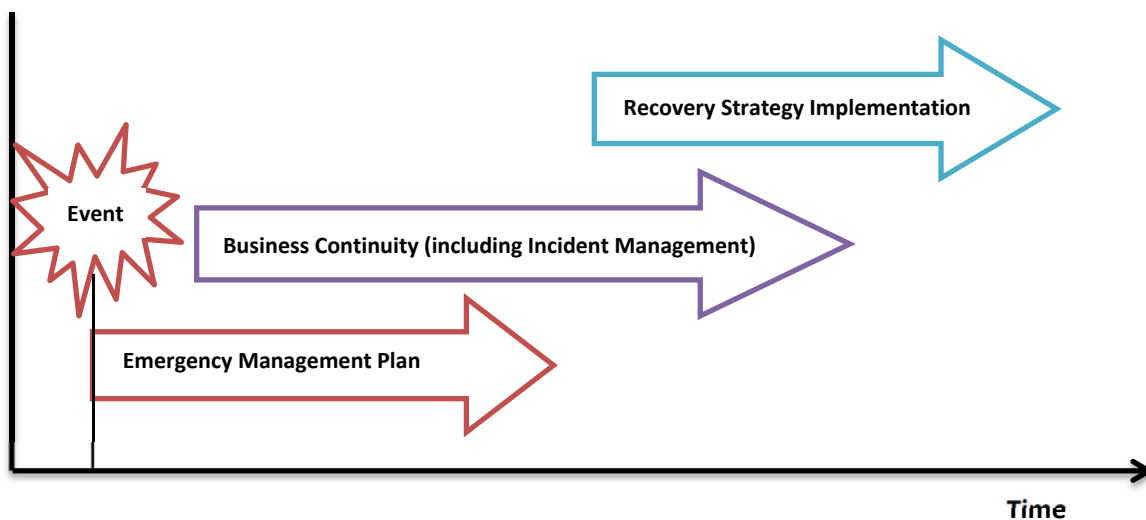 Recovery Strategy Implementation
Event
Business Continuity (including Incident Management)
Emergency Management Plan
Time